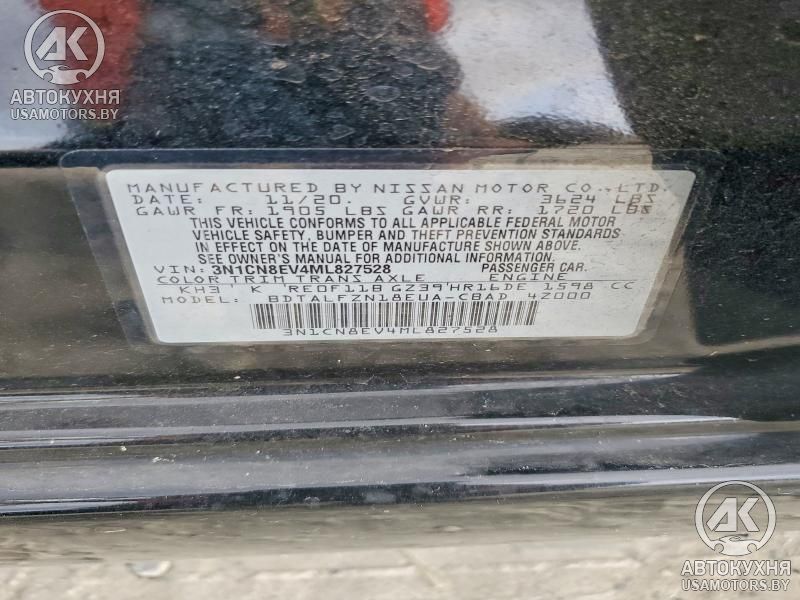 АК
АВТОКУХНЯ
USAMOTORS.BY
MANUFACTURED BY NISSAN MOTOR CO.,LTD.
DATE: 11/20. GVWR: 3624 LBS
GAWR FR: 1905 LBS GAWR RR: 1720 LBS
THIS VEHICLE CONFORMS TO ALL APPLICABLE FEDERAL MOTOR
VEHICLE SAFETY, BUMPER AND THEFT PREVENTION STANDARDS
IN EFFECT ON THE DATE OF MANUFACTURE SHOWN ABOVE.
SEE OWNER'S MANUAL FOR ADDITIONAL INFORMATION.
VIN: 3N1CN8EV4ML827528 PASSENGER CAR.
COLOR TRIM TRANS AXLE ENGINE
KH3 K RE0F11B GZ39 HR16DE 1598 CC
BDTALFZN18EUA-CBAD 4Z000
3N1CN8EV4ML827528
АК
АВТОКУХНЯ
USAMOTORS.BY